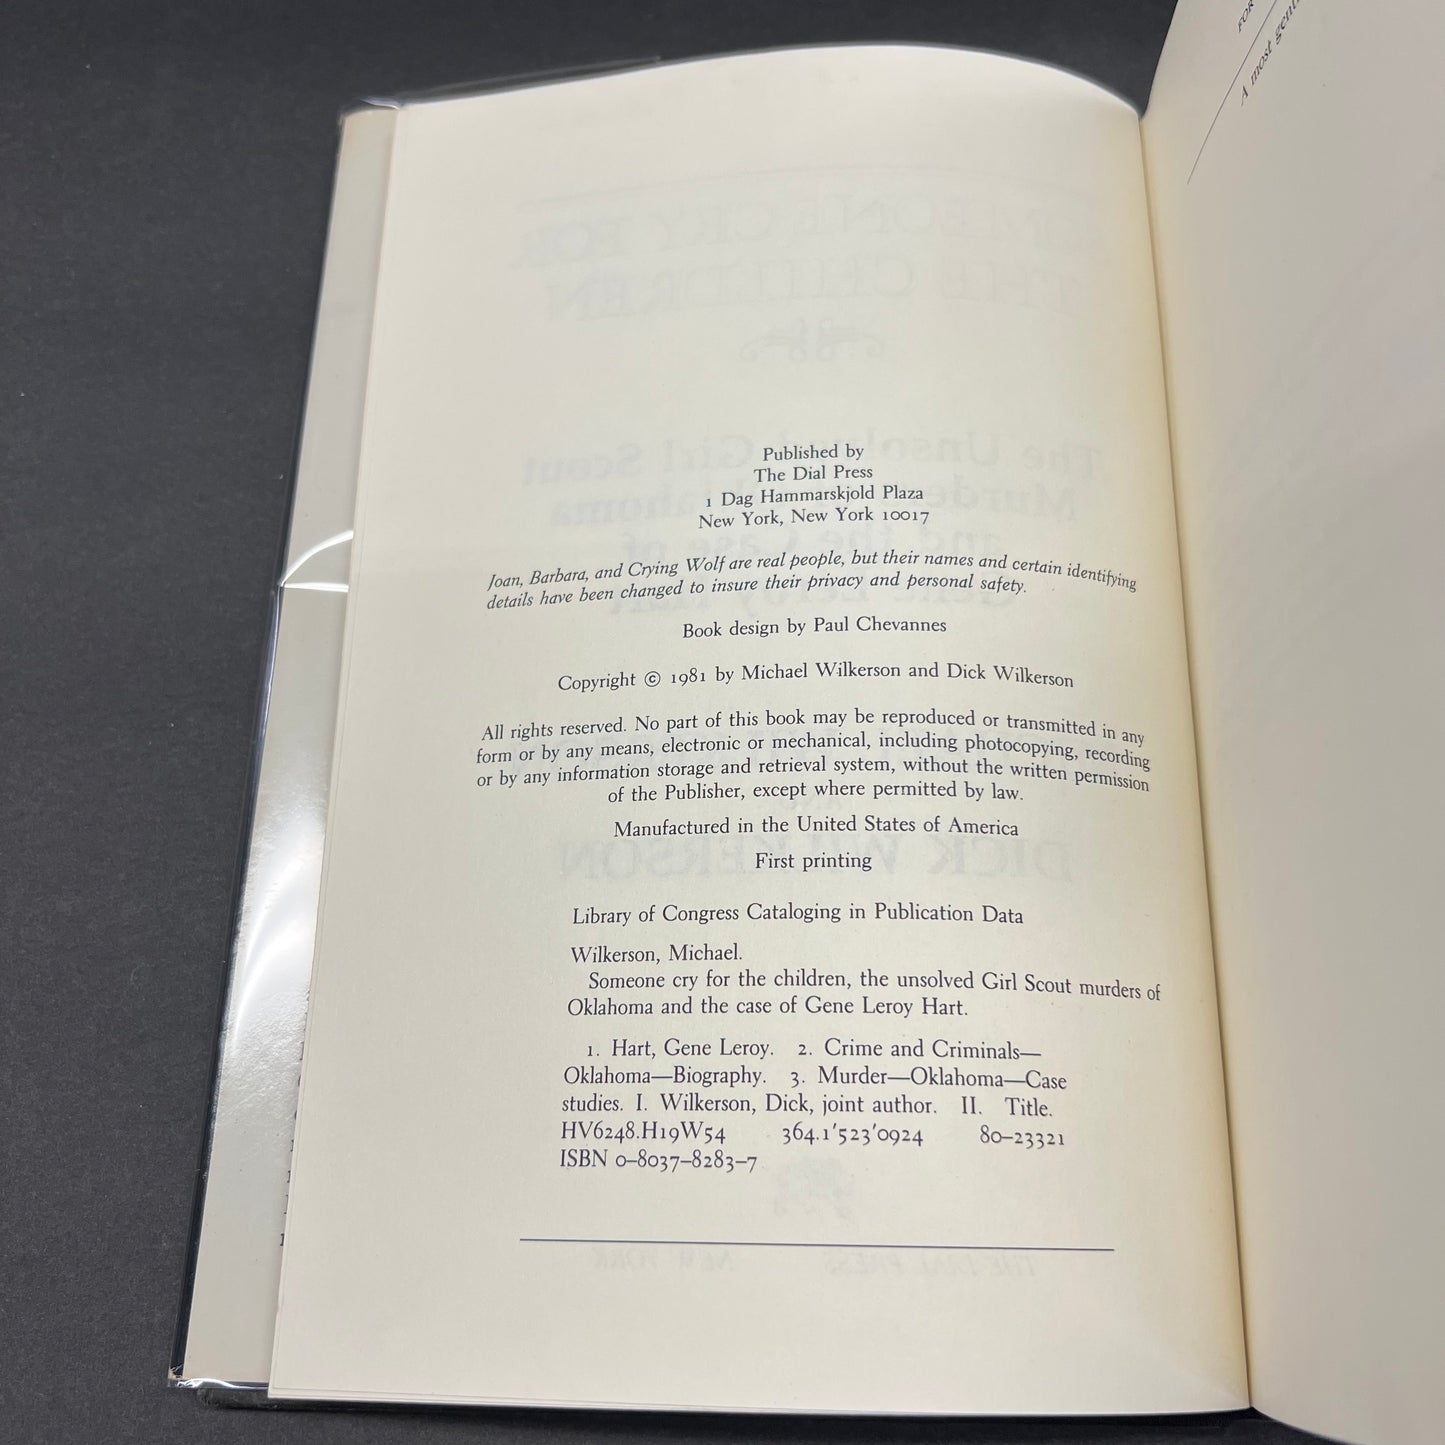 Published by
The Dial Press
1 Dag Hammarskjold Plaza
New York, New York 10017
Joan, Barbara, and Crying Wolf are real people, but their names and certain identifying
details have been changed to insure their privacy and personal safety.
Book design by Paul Chevannes
Copyright © 1981 by Michael Wilkerson and Dick Wilkerson
All rights reserved. No part of this book may be reproduced or transmitted in any
form or by any means, electronic or mechanical, including photocopying, recording
or by any information storage and retrieval system, without the written permission
of the Publisher, except where permitted by law.
Manufactured in the United States of America
First printing
Library of Congress Cataloging in Publication Data
Wilkerson, Michael.
Someone cry for the children, the unsolved Girl Scout murders of
Oklahoma and the case of Gene Leroy Hart.
1. Hart, Gene Leroy. 2. Crime and Criminals—
Oklahoma—Biography. 3. Murder—Oklahoma—Case
studies. I. Wilkerson, Dick, joint author. II. Title.
HV6248.H19W54 364.1'523'0924 80–23321
ISBN 0–8037–8283–7
FOR
A most